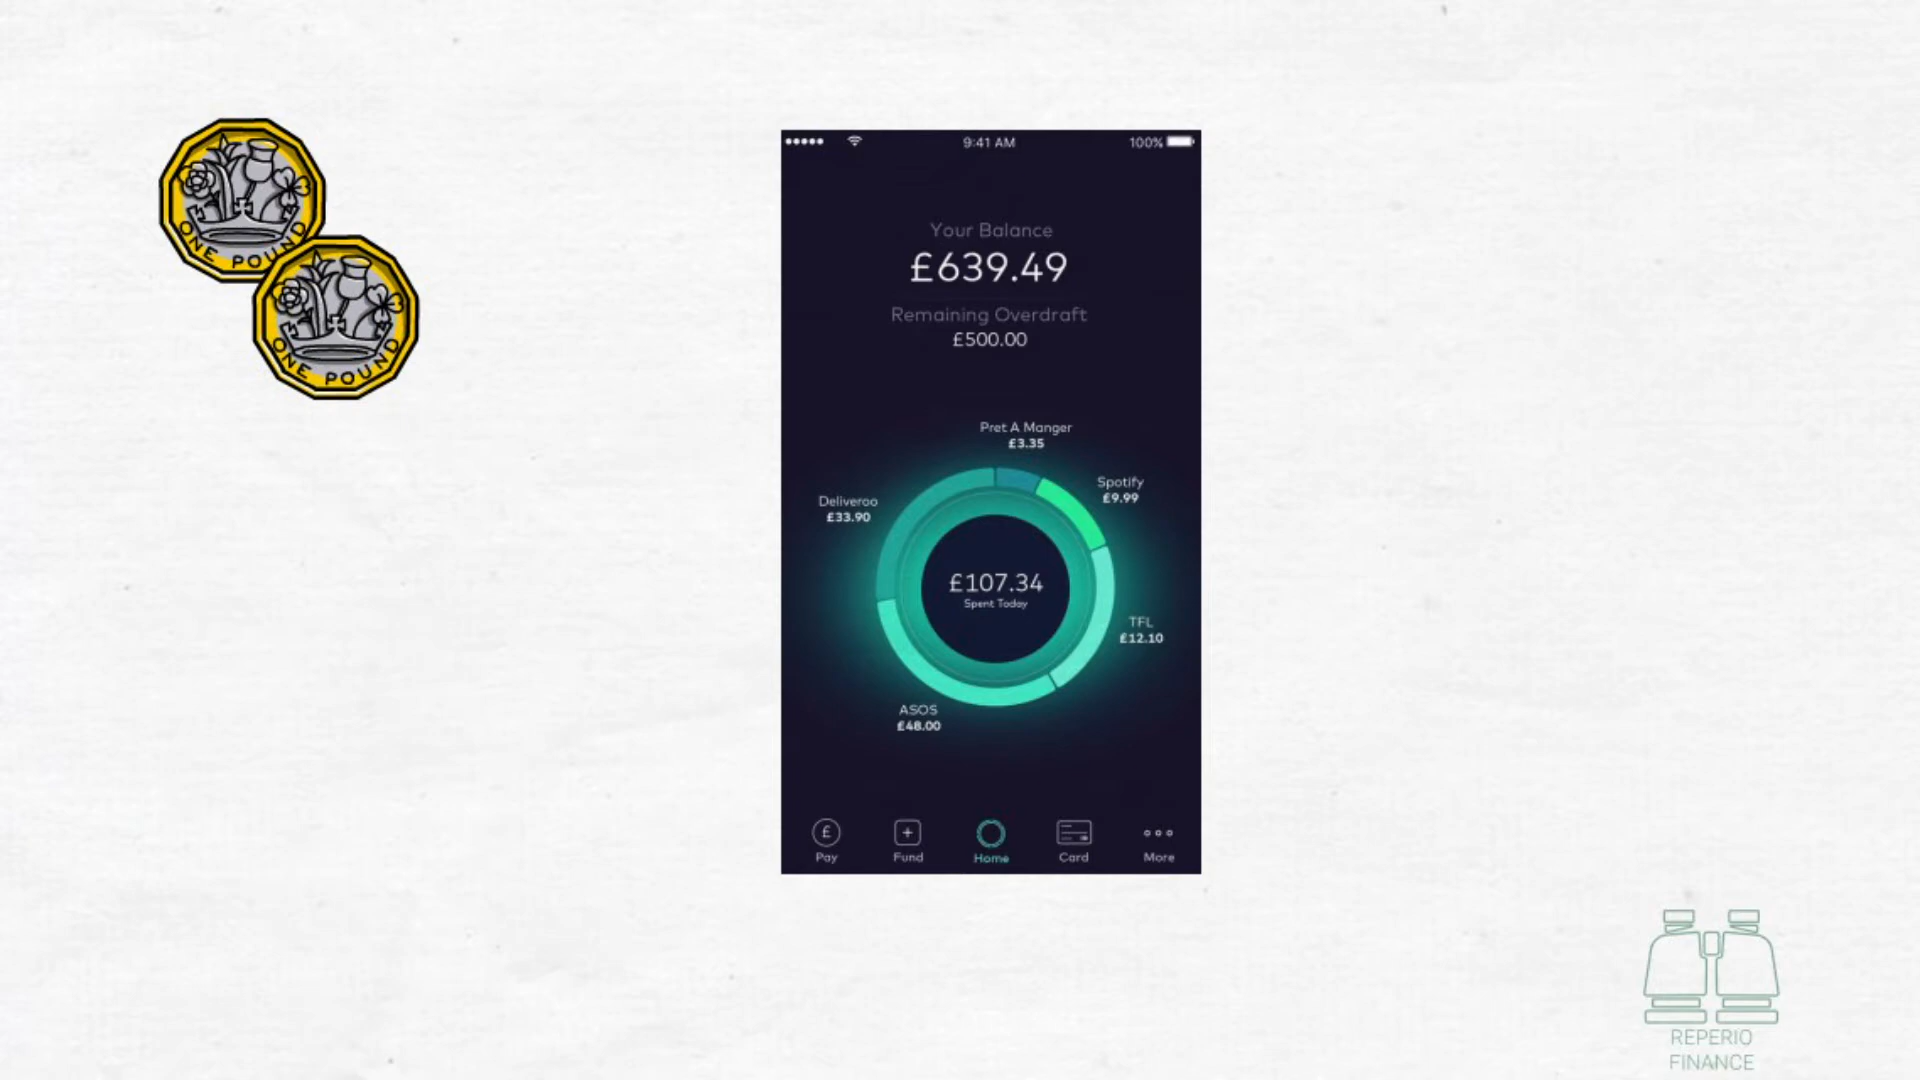 ONE POUND
ONE POUND
9:41 AM
100%
Your Balance
£639.49
Remaining Overdraft
£500.00
Pret A Manger
£3.35
Spotify
£9.99
Deliveroo
£33.90
£107.34
Spent Today
TFL
£12.10
ASOS
£48.00
£
Pay
Fund
Home
Card
More
REPERIO
FINANCE